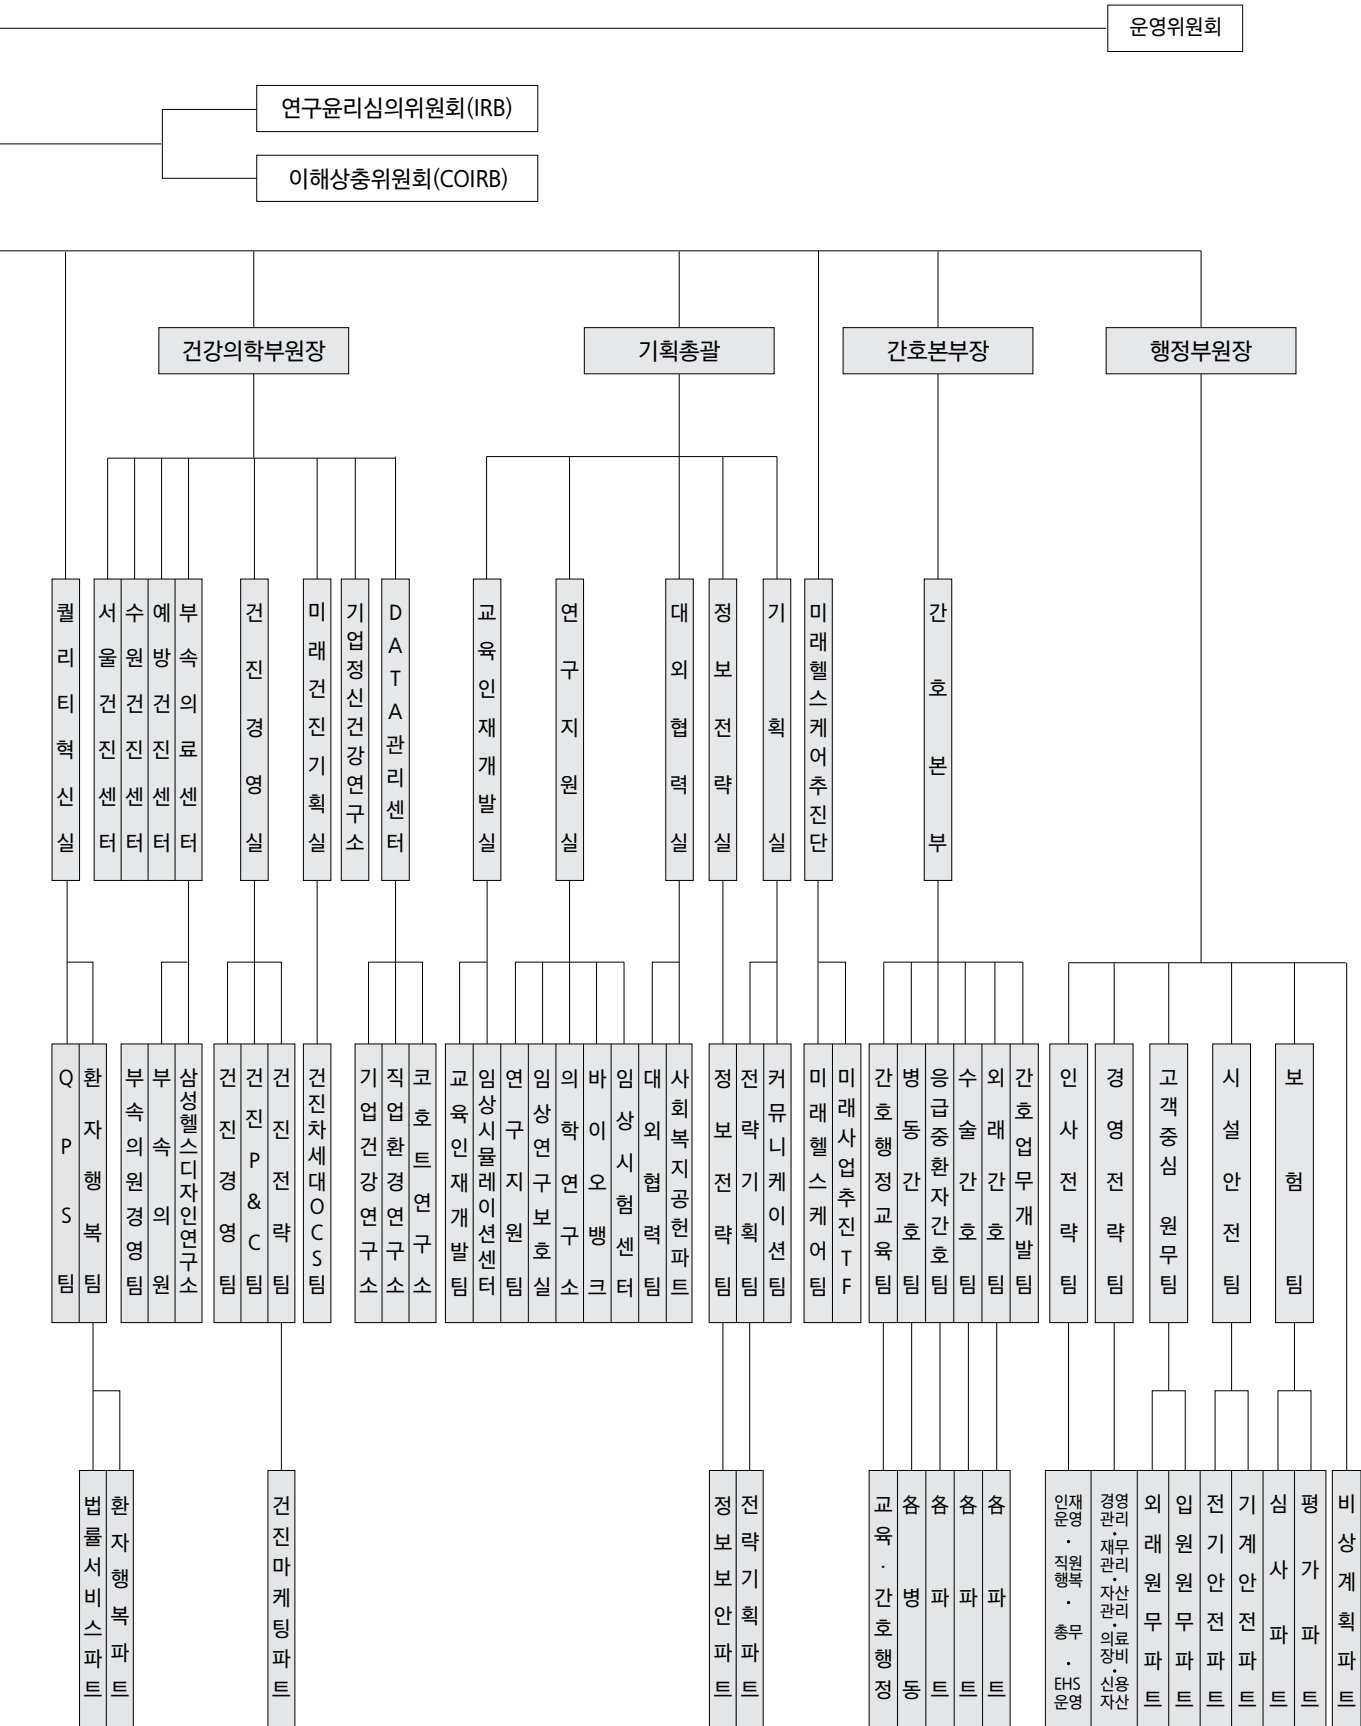 운영위원회
연구윤리심의위원회(IRB)
이해상충위원회(COIRB)
건강의학부원장
기획총괄
간호본부장
행정부원장
퀄리티혁신실
서울건진센터
수원건진센터
예방건진센터
부속의료센터
건진경영실
미래건진기획실
기업정신건강연구소
DATA관리센터
교육인재개발실
연구지원실
대외협력실
정보전략실
기획실
미래헬스케어추진단
간호본부
QPS팀
환자행복팀
부속의원경영팀
부속의원
삼성헬스디자인연구소
건진경영팀
건진P&C팀
건진전략팀
건진차세대OCS팀
기업건강연구소
직업환경연구소
코호트연구소
교육인재개발팀
임상시뮬레이션센터
연구지원팀
임상연구보호실
의학연구소
바이오뱅크
임상시험센터
대외협력팀
사회복지공헌파트
정보전략팀
전략기획팀
커뮤니케이션팀
미래헬스케어팀
미래사업추진TF
간호행정교육팀
병동간호팀
응급중환자간호팀
수술간호팀
외래간호팀
간호업무개발팀
인사전략팀
경영전략팀
고객중심 원무팀
시설안전팀
보험팀
법률서비스파트
환자행복파트
건진마케팅파트
정보보안파트
전략기획파트
교육·간호행정
各병동
各파트
各파트
各파트
인재
운영
·
직원
행복
·
총무
·
EHS
운영
경영
관리
·
재무
관리
·
자산
관리
·
의료
장비
·
신용
자산
외래원무파트
입원원무파트
전기안전파트
기계안전파트
심사파트
평가파트
비상계획파트